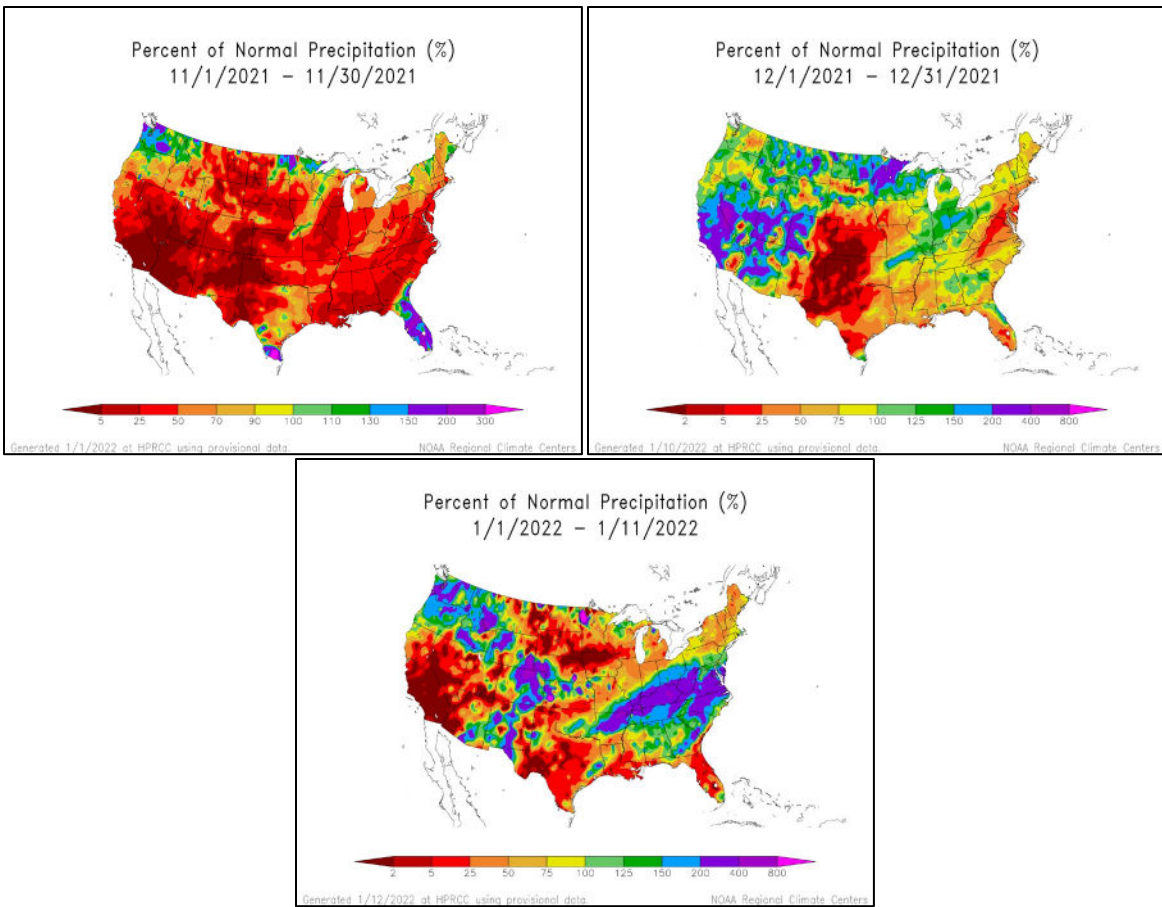 Percent of Normal Precipitation (%)
11/1/2021 – 11/30/2021
5 25 50 70 90 100 110 130 150 200 300
Generated 1/1/2022 at HPRCC using provisional data. NOAA Regional Climate Centers
Percent of Normal Precipitation (%)
12/1/2021 – 12/31/2021
2 5 25 50 75 100 125 150 200 400 800
Generated 1/10/2022 at HPRCC using provisional data. NOAA Regional Climate Centers
Percent of Normal Precipitation (%)
1/1/2022 – 1/11/2022
2 5 25 50 75 100 125 150 200 400 800
Generated 1/12/2022 at HPRCC using provisional data. NOAA Regional Climate Centers